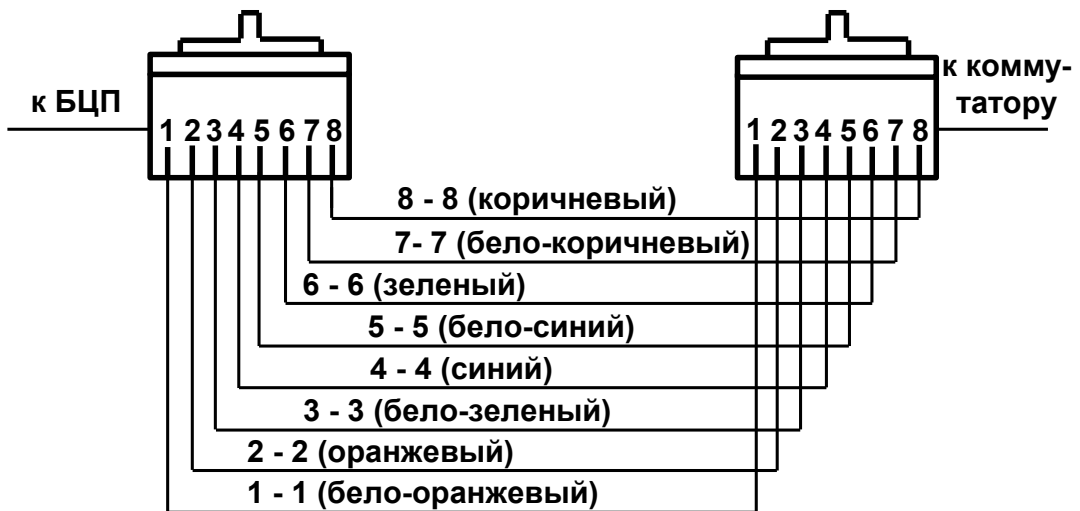 к БЦП
1 2 3 4 5 6 7 8
к комму-
татору
1 2 3 4 5 6 7 8
8 - 8 (коричневый)
7- 7 (бело-коричневый)
6 - 6 (зеленый)
5 - 5 (бело-синий)
4 - 4 (синий)
3 - 3 (бело-зеленый)
2 - 2 (оранжевый)
1 - 1 (бело-оранжевый)